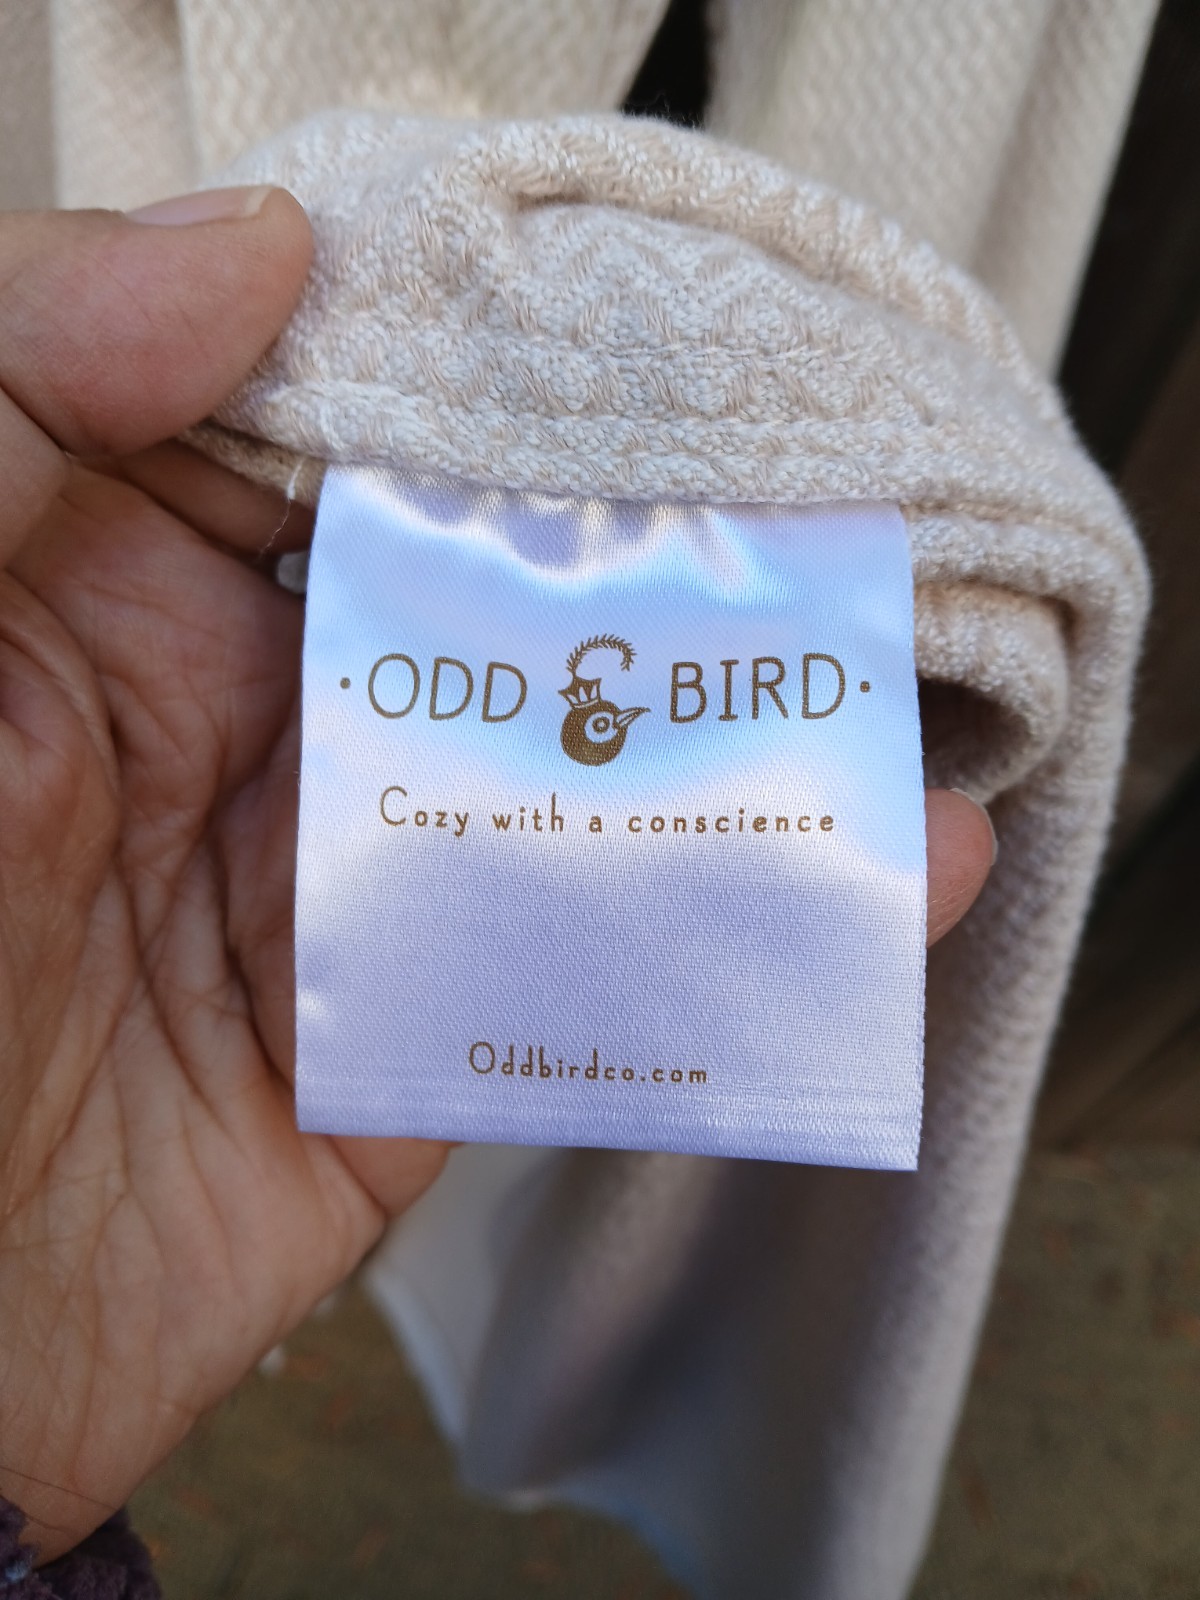 · ODD BIRD ·
Cozy with a conscience
Oddbirdco.com